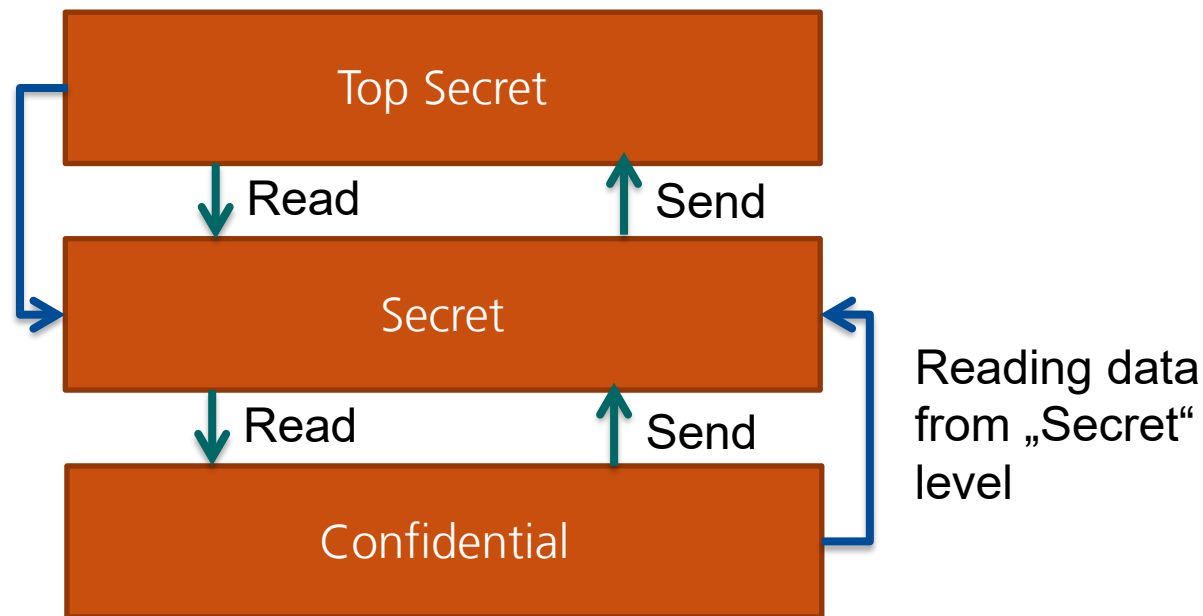 Top Secret
Read
Send
Secret
Read
Send
Reading data
from „Secret“
level
Confidential